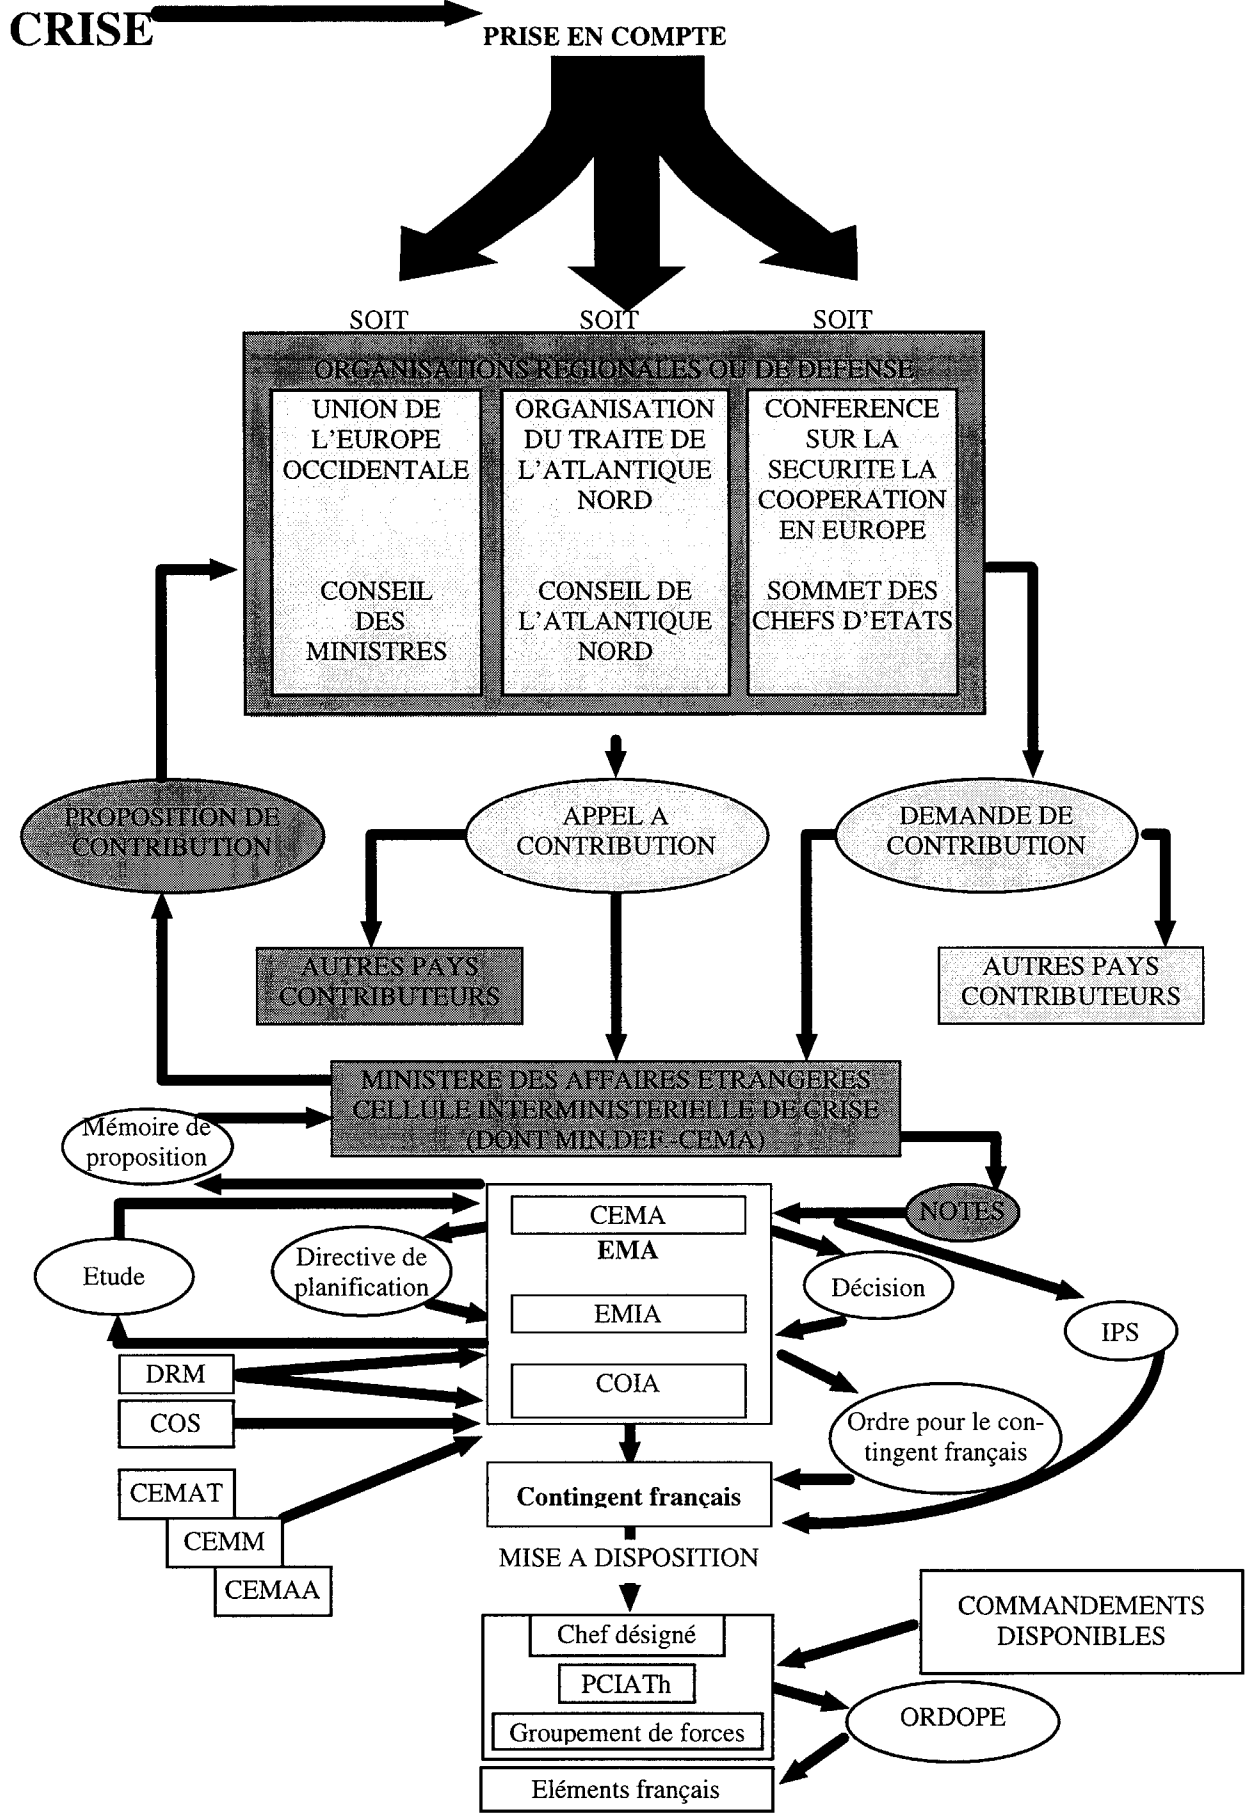 CRISE
PRISE EN COMPTE
SOIT
SOIT
SOIT
ORGANISATIONS REGIONALES OU DE DEFENSE
UNION DE
L'EUROPE
OCCIDENTALE
CONSEIL
DES
MINISTRES
ORGANISATION
DU TRAITE DE
L'ATLANTIQUE
NORD
CONSEIL DE
L'ATLANTIQUE
NORD
CONFERENCE
SUR LA
SECURITE LA
COOPERATION
EN EUROPE
SOMMET DES
CHEFS D'ETATS
PROPOSITION DE
CONTRIBUTION
APPEL A
CONTRIBUTION
DEMANDE DE
CONTRIBUTION
AUTRES PAYS
CONTRIBUTEURS
AUTRES PAYS
CONTRIBUTEURS
MINISTERE DES AFFAIRES ETRANGERES
CELLULE INTERMINISTERIELLE DE CRISE
(DONT MIN.DEF.-CEMA)
Mémoire de
proposition
NOTES
CEMA
EMA
Directive de
planification
Etude
Décision
EMIA
IPS
DRM
COIA
COS
Ordre pour le con-
tingent français
CEMAT
CEMM
CEMAA
Contingent français
MISE A DISPOSITION
COMMANDEMENTS
DISPONIBLES
Chef désigné
PCIATh
Groupement de forces
ORDOPE
Eléments français